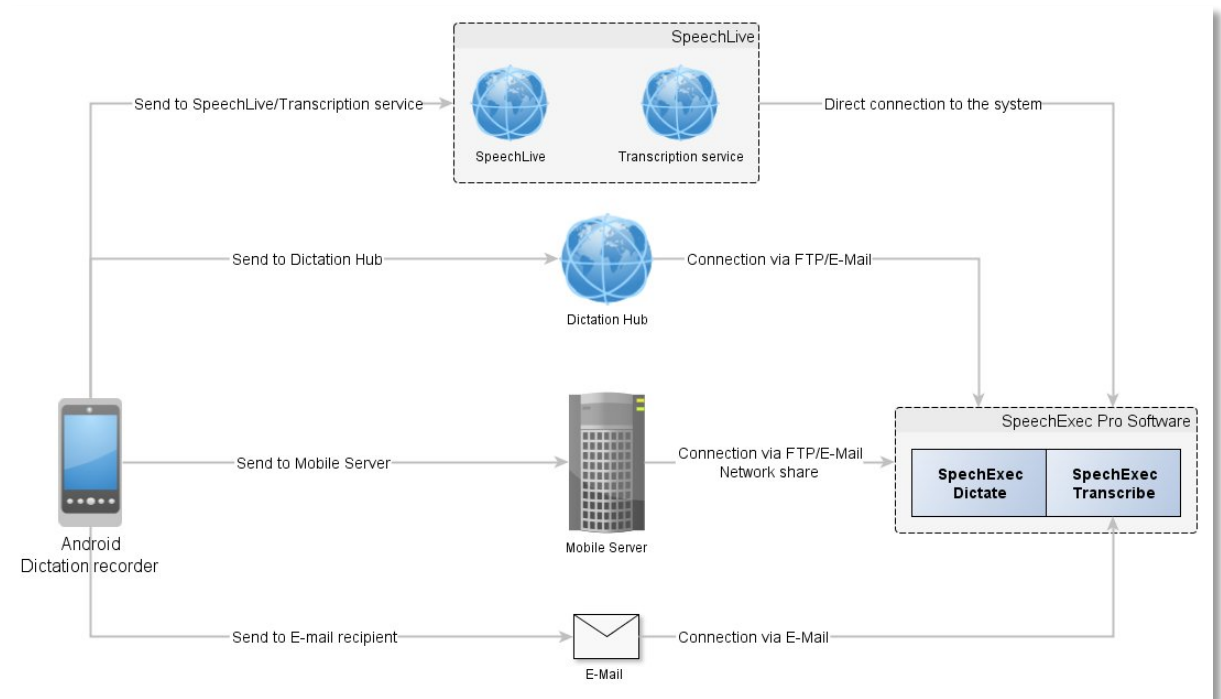 SpeechLive
Send to SpeechLive/Transcription service
Direct connection to the system
SpeechLive
Transcription service
Send to Dictation Hub
Connection via FTP/E-Mail
Dictation Hub
SpeechExec Pro Software
Send to Mobile Server
Connection via FTP/E-Mail
Network share
SpechExec
Dictate
SpechExec
Transcribe
Mobile Server
Android
Dictation recorder
Send to E-mail recipient
Connection via E-Mail
E-Mail